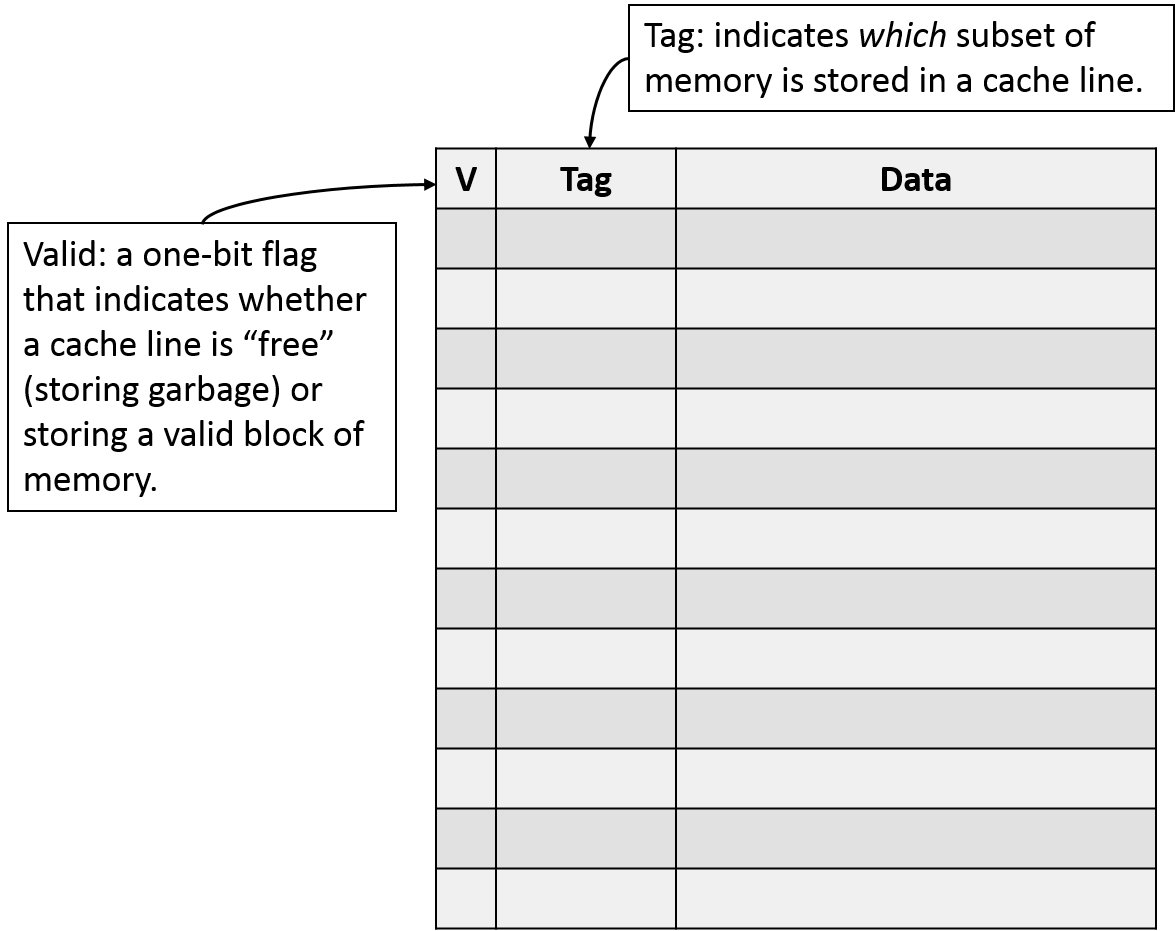 Tag: indicates which subset of
memory is stored in a cache line.
V Tag Data
Valid: a one-bit flag
that indicates whether
a cache line is “free”
(storing garbage) or
storing a valid block of
memory.